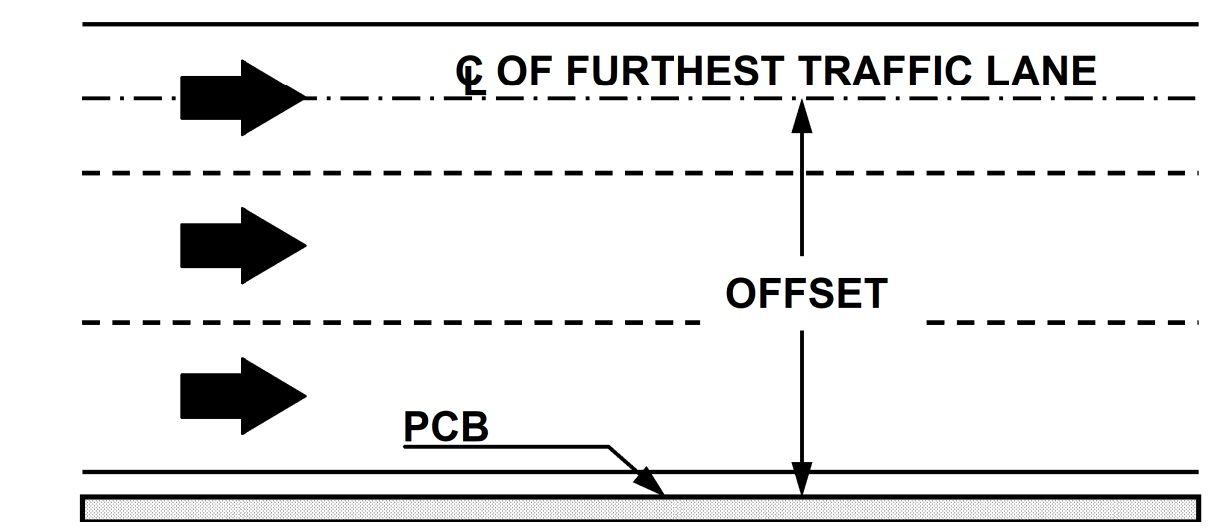 ℄ OF FURTHEST TRAFFIC LANE
OFFSET
PCB